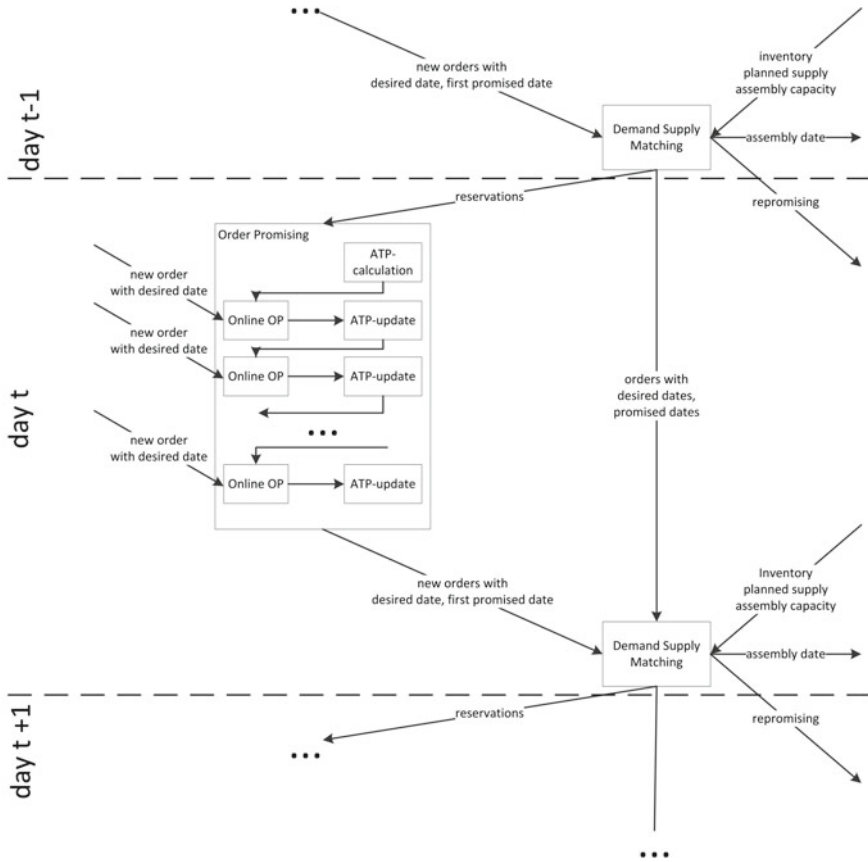 day t-1
...
new orders with
desired date, first promised date
inventory
planned supply
assembly capacity
Demand Supply
Matching
assembly date
reservations
repromising
day t
Order Promising
ATP-
calculation
new order
with desired date
Online OP
ATP-update
new order
with desired date
Online OP
ATP-update
orders with
desired dates,
promised dates
...
new order
with desired date
Online OP
ATP-update
new orders with
desired date, first promised date
Inventory
planned supply
assembly capacity
Demand Supply
Matching
assembly date
day t +1
reservations
repromising
...
...